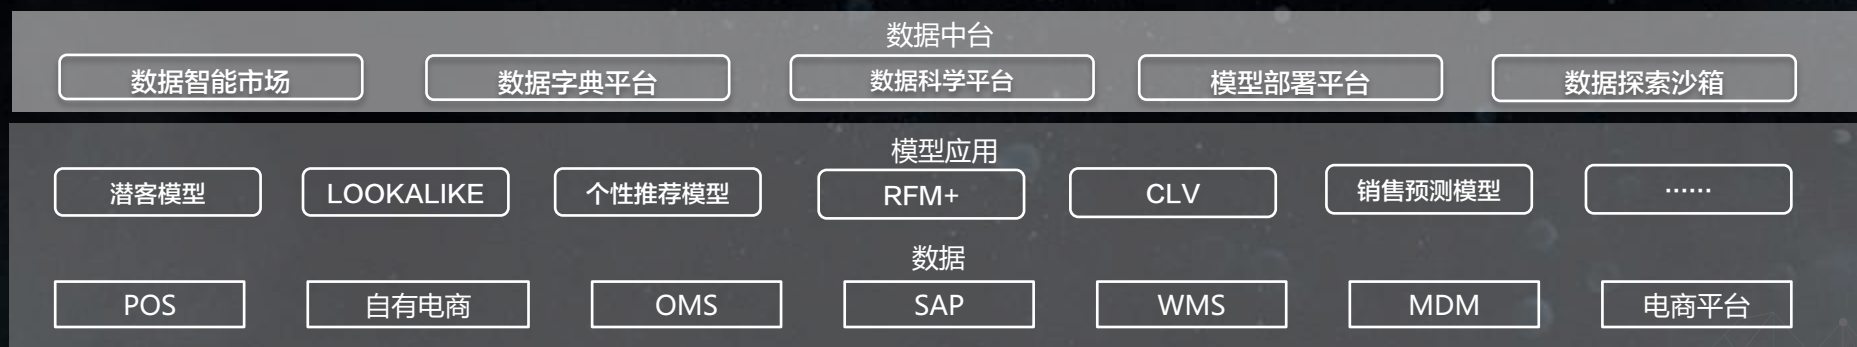 数据中台
数据智能市场 数据字典平台 数据科学平台 模型部署平台 数据探索沙箱
模型应用
潜客模型 LOOKALIKE 个性推荐模型 RFM+ CLV 销售预测模型 ……
数据
POS 自有电商 OMS SAP WMS MDM 电商平台